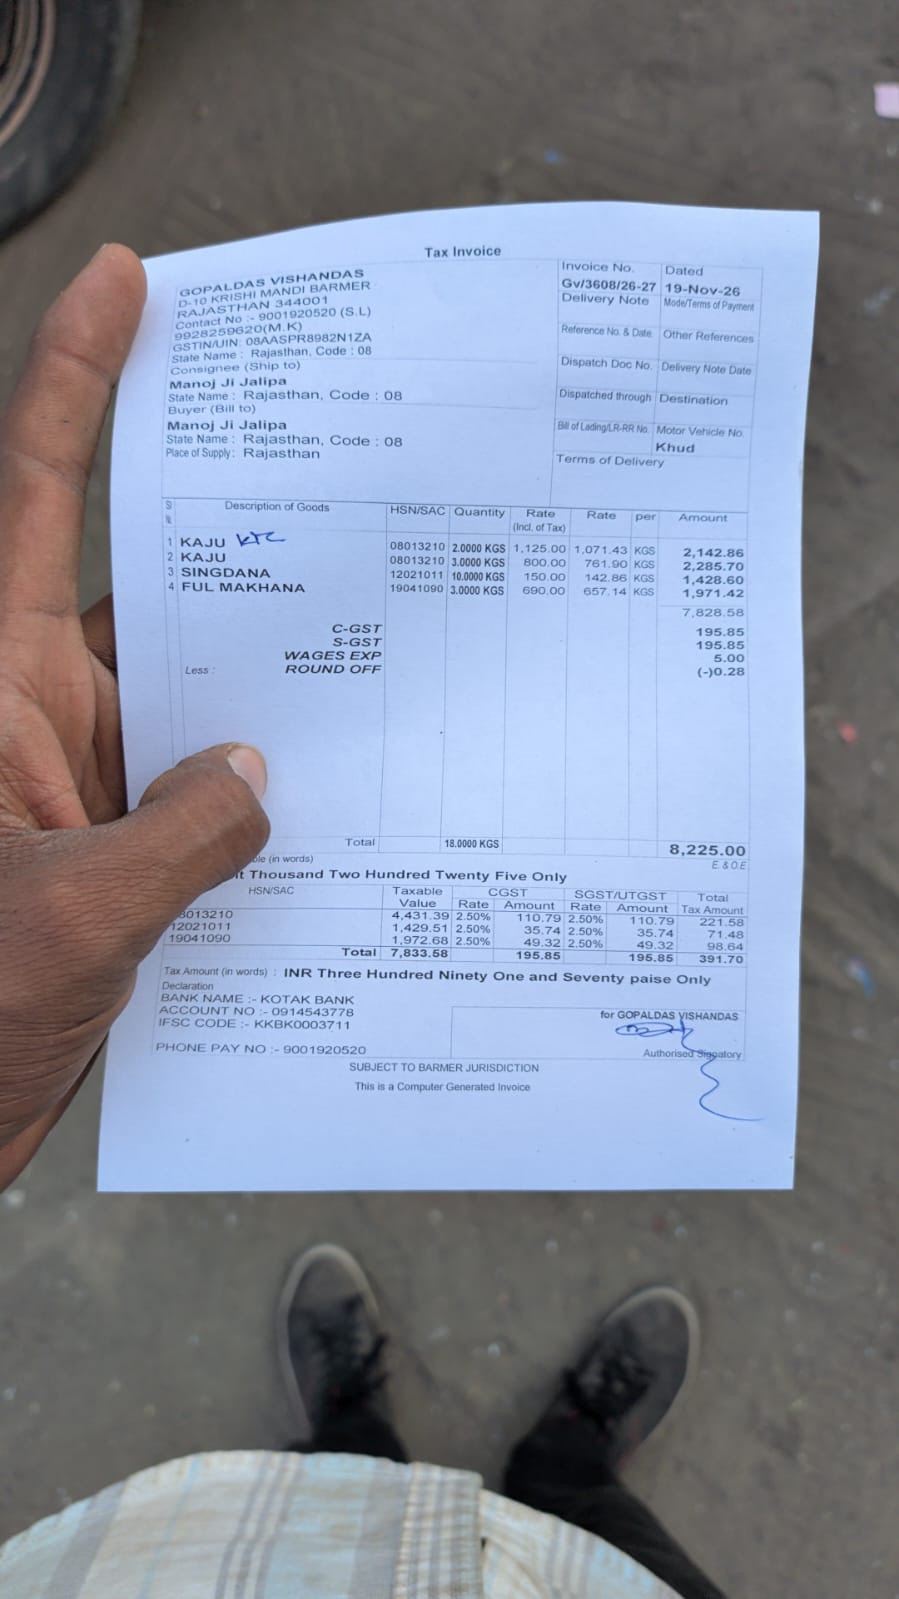 Tax Invoice
GOPALDAS VISHANDAS
D-10 KRISHI MANDI BARMER
RAJASTHAN 344001
Contact No :- 9001920520 (S.L)
9928259620(M.K)
GSTIN/UIN: 08AASPR8982N1ZA
State Name : Rajasthan, Code : 08
Consignee (Ship to)
Manoj Ji Jalipa
State Name : Rajasthan, Code : 08
Buyer (Bill to)
Manoj Ji Jalipa
State Name : Rajasthan, Code : 08
Place of Supply : Rajasthan
Invoice No. Dated
Gv/3608/26-27 19-Nov-26
Delivery Note Mode/Terms of Payment
Reference No. & Date. Other References
Dispatch Doc No. Delivery Note Date
Dispatched through Destination
Bill of Lading/LR-RR No. Motor Vehicle No.
Khud
Terms of Delivery
Sl Description of Goods HSN/SAC Quantity Rate Rate per Amount
(Incl. of Tax)
1 KAJU 08013210 2.0000 KGS 1,125.00 1,071.43 KGS 2,142.86
2 KAJU 08013210 3.0000 KGS 800.00 761.90 KGS 2,285.70
3 SINGDANA 12021011 10.0000 KGS 150.00 142.86 KGS 1,428.60
4 FUL MAKHANA 19041090 3.0000 KGS 690.00 657.14 KGS 1,971.42
7,828.58
C-GST 195.85
S-GST 195.85
WAGES EXP 5.00
Less : ROUND OFF (-)0.28
Total 18.0000 KGS 8,225.00
(in words) E. & O.E
Thousand Two Hundred Twenty Five Only
HSN/SAC Taxable CGST SGST/UTGST Total
Value Rate Amount Rate Amount Tax Amount
8013210 4,431.39 2.50% 110.79 2.50% 110.79 221.58
12021011 1,429.51 2.50% 35.74 2.50% 35.74 71.48
19041090 1,972.68 2.50% 49.32 2.50% 49.32 98.64
Total 7,833.58 195.85 195.85 391.70
Tax Amount (in words) : INR Three Hundred Ninety One and Seventy paise Only
Declaration
BANK NAME :- KOTAK BANK
ACCOUNT NO :- 0914543778
IFSC CODE :- KKBK0003711
PHONE PAY NO :- 9001920520
for GOPALDAS VISHANDAS
Authorised Signatory
SUBJECT TO BARMER JURISDICTION
This is a Computer Generated Invoice